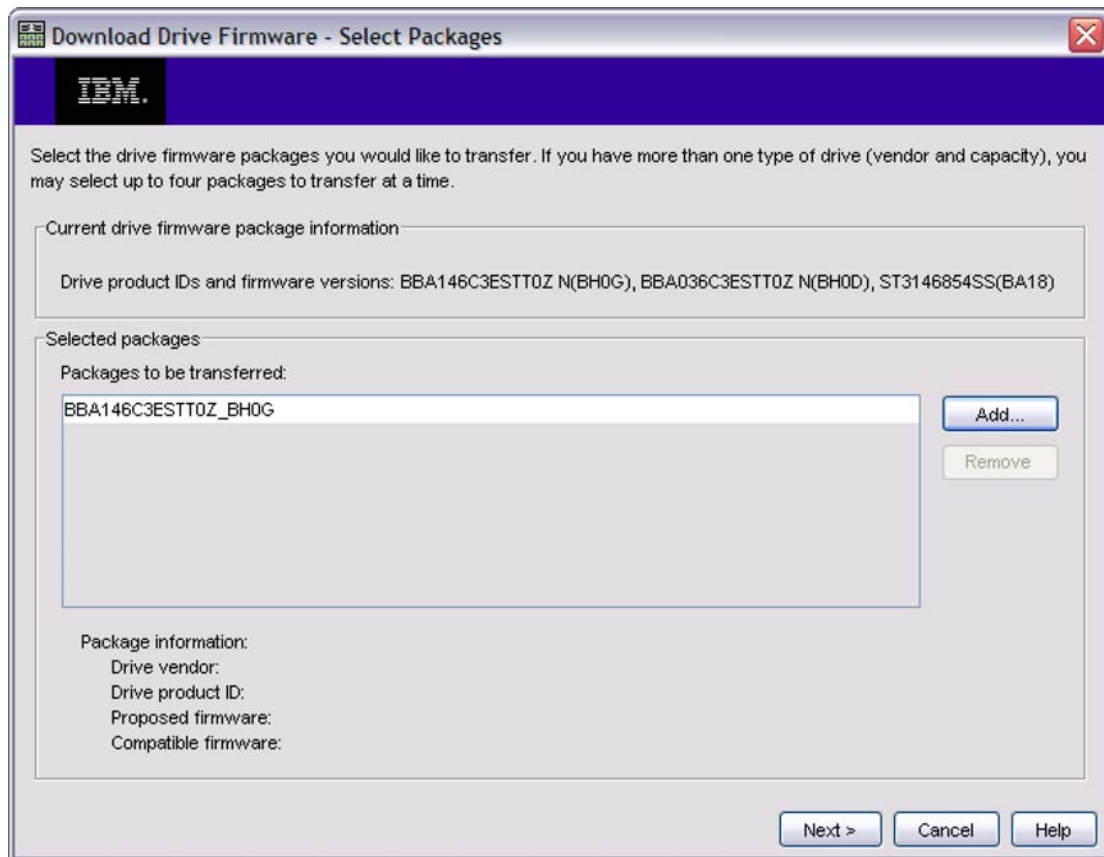 Download Drive Firmware - Select Packages
IBM.
Select the drive firmware packages you would like to transfer. If you have more than one type of drive (vendor and capacity), you
may select up to four packages to transfer at a time.
Current drive firmware package information
Drive product IDs and firmware versions: BBA146C3ESTT0Z N(BH0G), BBA036C3ESTT0Z N(BH0D), ST3146854SS(BA18)
Selected packages
Packages to be transferred:
BBA146C3ESTT0Z_BH0G
Add...
Remove
Package information:
Drive vendor:
Drive product ID:
Proposed firmware:
Compatible firmware:
Next >
Cancel
Help